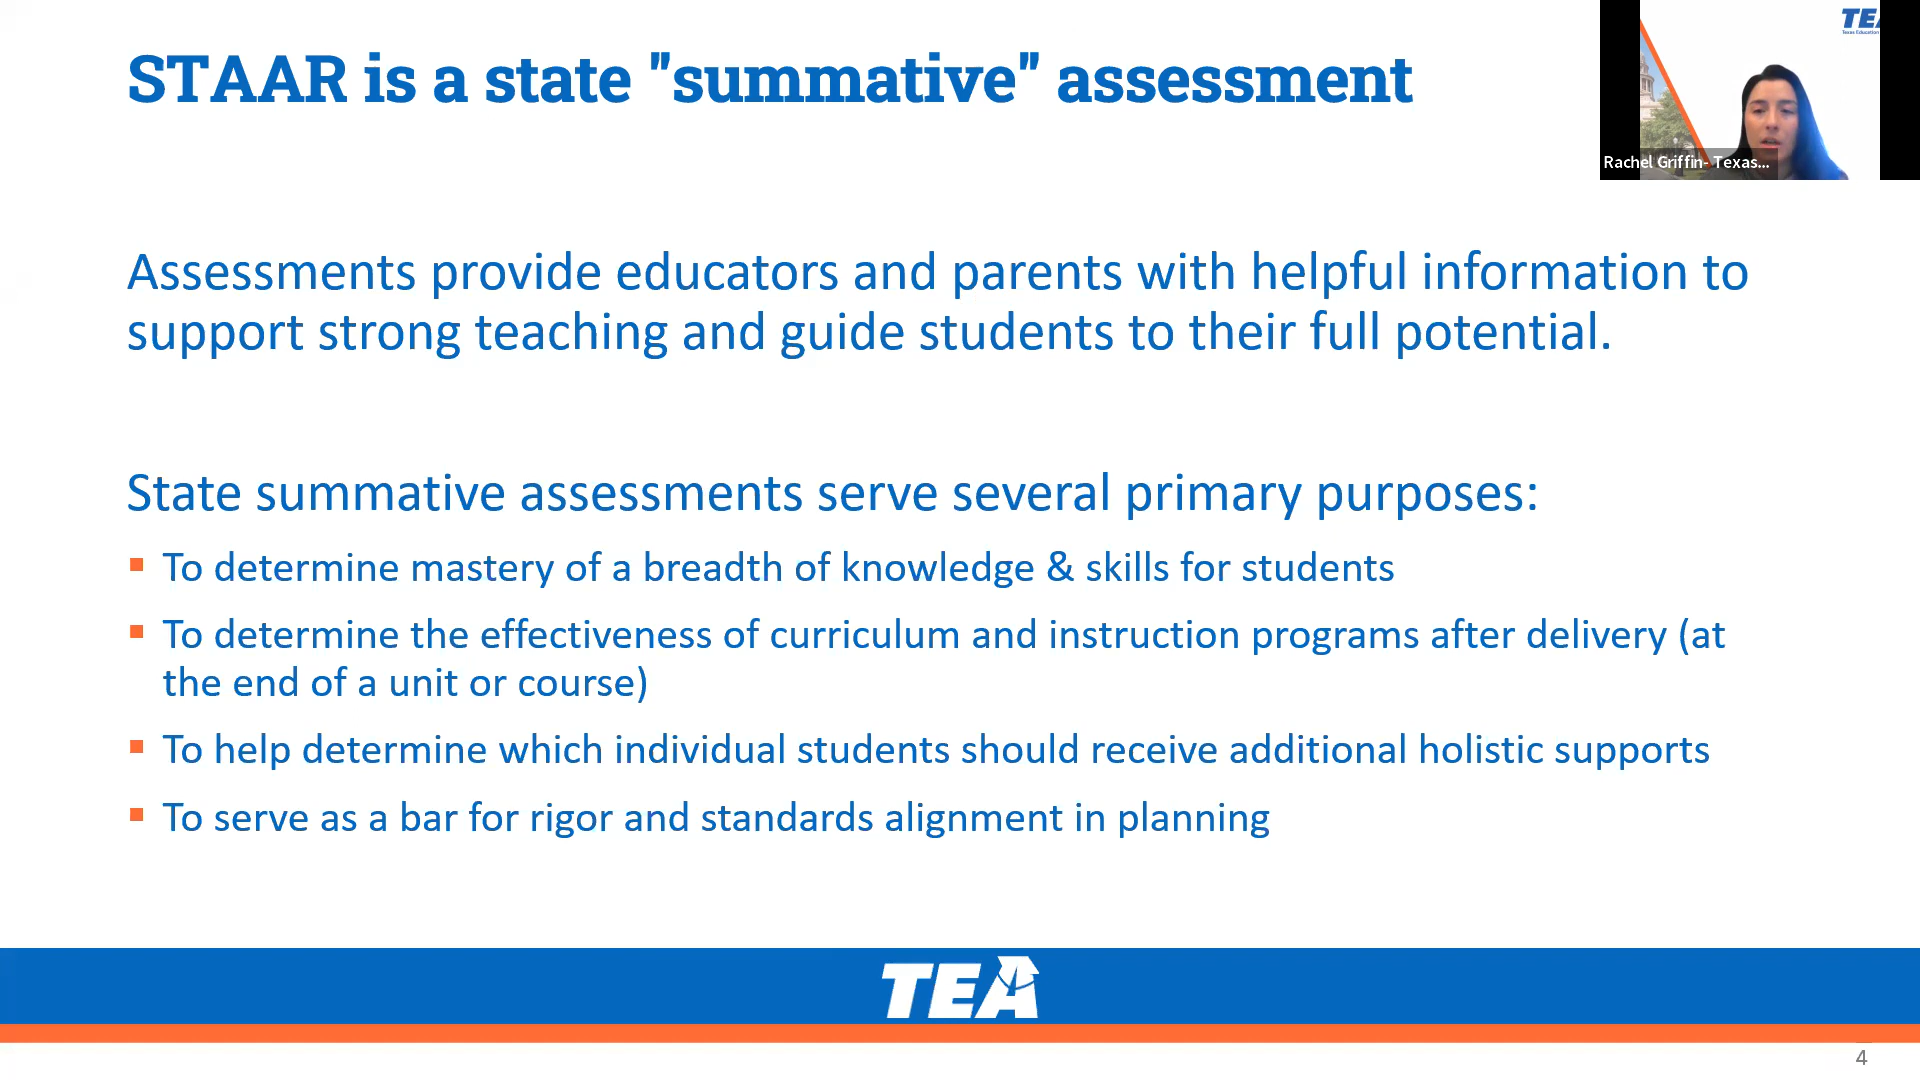 STAAR is a state "summative" assessment
TEA
Texas Education
Rachel Griffin- Texas...
Assessments provide educators and parents with helpful information to
support strong teaching and guide students to their full potential.
State summative assessments serve several primary purposes:
▪ To determine mastery of a breadth of knowledge & skills for students
▪ To determine the effectiveness of curriculum and instruction programs after delivery (at
the end of a unit or course)
▪ To help determine which individual students should receive additional holistic supports
▪ To serve as a bar for rigor and standards alignment in planning
TEA
4